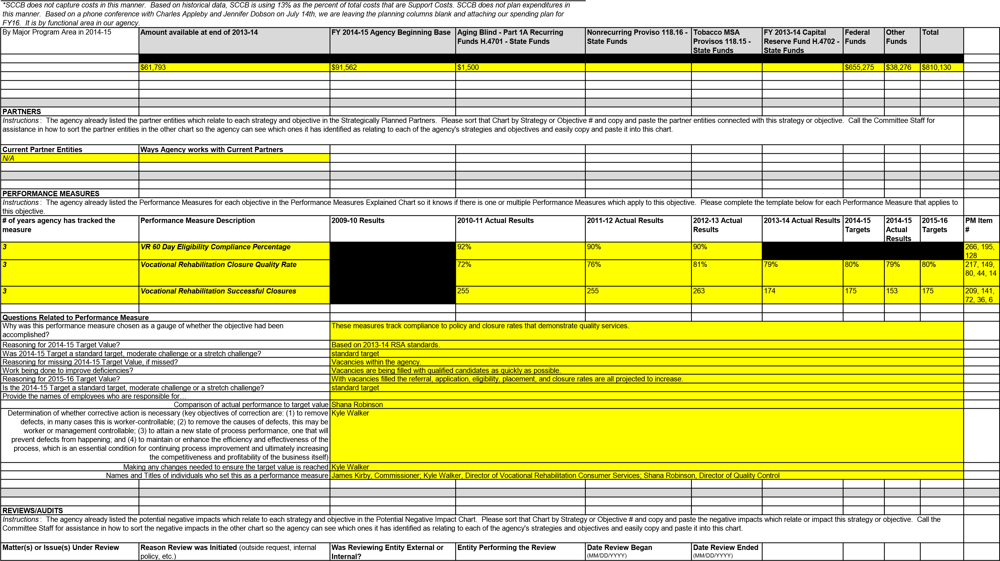 *SCCB does not capture costs in this manner.  Based on historical data, SCCB is using 13% as the percent of total costs that are Support Costs. SCCB does not plan expenditures in
this manner.  Based on a phone conference with Charles Appleby and Jennifer Dobson on July 14th, we are leaving the planning columns blank and attaching our spending plan for
FY16.  It is by functional area in our agency.
By Major Program Area in 2014-15
Amount available at end of 2013-14
FY 2014-15 Agency Beginning Base
Aging Blind - Part 1A Recurring
Funds H.4701 - State Funds
Nonrecurring Proviso 118.16 -
State Funds
Tobacco MSA
Provisos 118.15 -
State Funds
FY 2013-14 Capital
Reserve Fund H.4702 -
State Funds
Federal
Funds
Other
Funds
Total
$61,793 $91,562 $1,500 $655,275 $38,276 $810,130
PARTNERS
Instructions :  The agency already listed the partner entities which relate to each strategy and objective in the Strategically Planned Partners.  Please sort that Chart by Strategy or Objective # and copy and paste the partner entities connected with this strategy or objective.  Call the Committee Staff for
assistance in how to sort the partner entities in the other chart so the agency can see which ones it has identified as relating to each of the agency's strategies and objectives and easily copy and paste it into this chart.
Current Partner Entities Ways Agency works with Current Partners
N/A
PERFORMANCE MEASURES
Instructions :  The agency already listed the Performance Measures for each objective in the Performance Measures Explained Chart so it knows if there is one or multiple Performance Measures which apply to this objective.  Please complete the template below for each Performance Measure that applies to
this objective.
# of years agency has tracked the
measure
Performance Measure Description
2009-10 Results
2010-11 Actual Results
2011-12 Actual Results
2012-13 Actual
Results
2013-14 Actual Results
2014-15
Targets
2014-15
Actual
Results
2015-16
Targets
PM Item
#
3 VR 60 Day Eligibility Compliance Percentage 92% 90% 90% 266, 195,
128
3 Vocational Rehabilitation Closure Quality Rate 72% 76% 81% 79% 80% 79% 80% 217, 149,
80, 44, 14
3 Vocational Rehabilitation Successful Closures 255 255 263 174 175 153 175 209, 141,
72, 36, 6
Questions Related to Performance Measure
Why was this performance measure chosen as a gauge of whether the objective had been
accomplished?
These measures track compliance to policy and closure rates that demonstrate quality services.
Reasoning for 2014-15 Target Value? Based on 2013-14 RSA standards.
Was 2014-15 Target a standard target, moderate challenge or a stretch challenge? standard target
Reasoning for missing 2014-15 Target Value, if missed? Vacancies within the agency.
Work being done to improve deficiencies? Vacancies are being filled with qualified candidates as quickly as possible.
Reasoning for 2015-16 Target Value? With vacancies filled the referral, application, eligibility, placement, and closure rates are all projected to increase.
Is the 2014-15 Target a standard target, moderate challenge or a stretch challenge? standard target
Provide the names of employees who are responsible for…
Comparison of actual performance to target value Shana Robinson
Determination of whether corrective action is necessary (key objectives of correction are: (1) to remove Kyle Walker
defects, in many cases this is worker-controllable; (2) to remove the causes of defects, this may be
worker or management controllable; (3) to attain a new state of process performance, one that will
prevent defects from happening; and (4) to maintain or enhance the efficiency and effectiveness of the
process, which is an essential condition for continuing process improvement and ultimately increasing
the competitiveness and profitability of the business itself)
Making any changes needed to ensure the target value is reached Kyle Walker
Names and Titles of individuals who set this as a performance measure James Kirby, Commissioner; Kyle Walker, Director of Vocational Rehabilitation Consumer Services; Shana Robinson, Director of Quality Control
REVIEWS/AUDITS
Instructions :  The agency already listed the potential negative impacts which relate to each strategy and objective in the Potential Negative Impact Chart.  Please sort that Chart by Strategy or Objective # and copy and paste the negative impacts which relate or impact this strategy or objective.  Call the
Committee Staff for assistance in how to sort the negative impacts in the other chart so the agency can see which ones it has identified as relating to each of the agency's strategies and objectives and easily copy and paste it into this chart.
Matter(s) or Issue(s) Under Review
Reason Review was Initiated (outside request, internal
policy, etc.)
Was Reviewing Entity External or
Internal?
Entity Performing the Review
Date Review Began
(MM/DD/YYYY)
Date Review Ended
(MM/DD/YYYY)